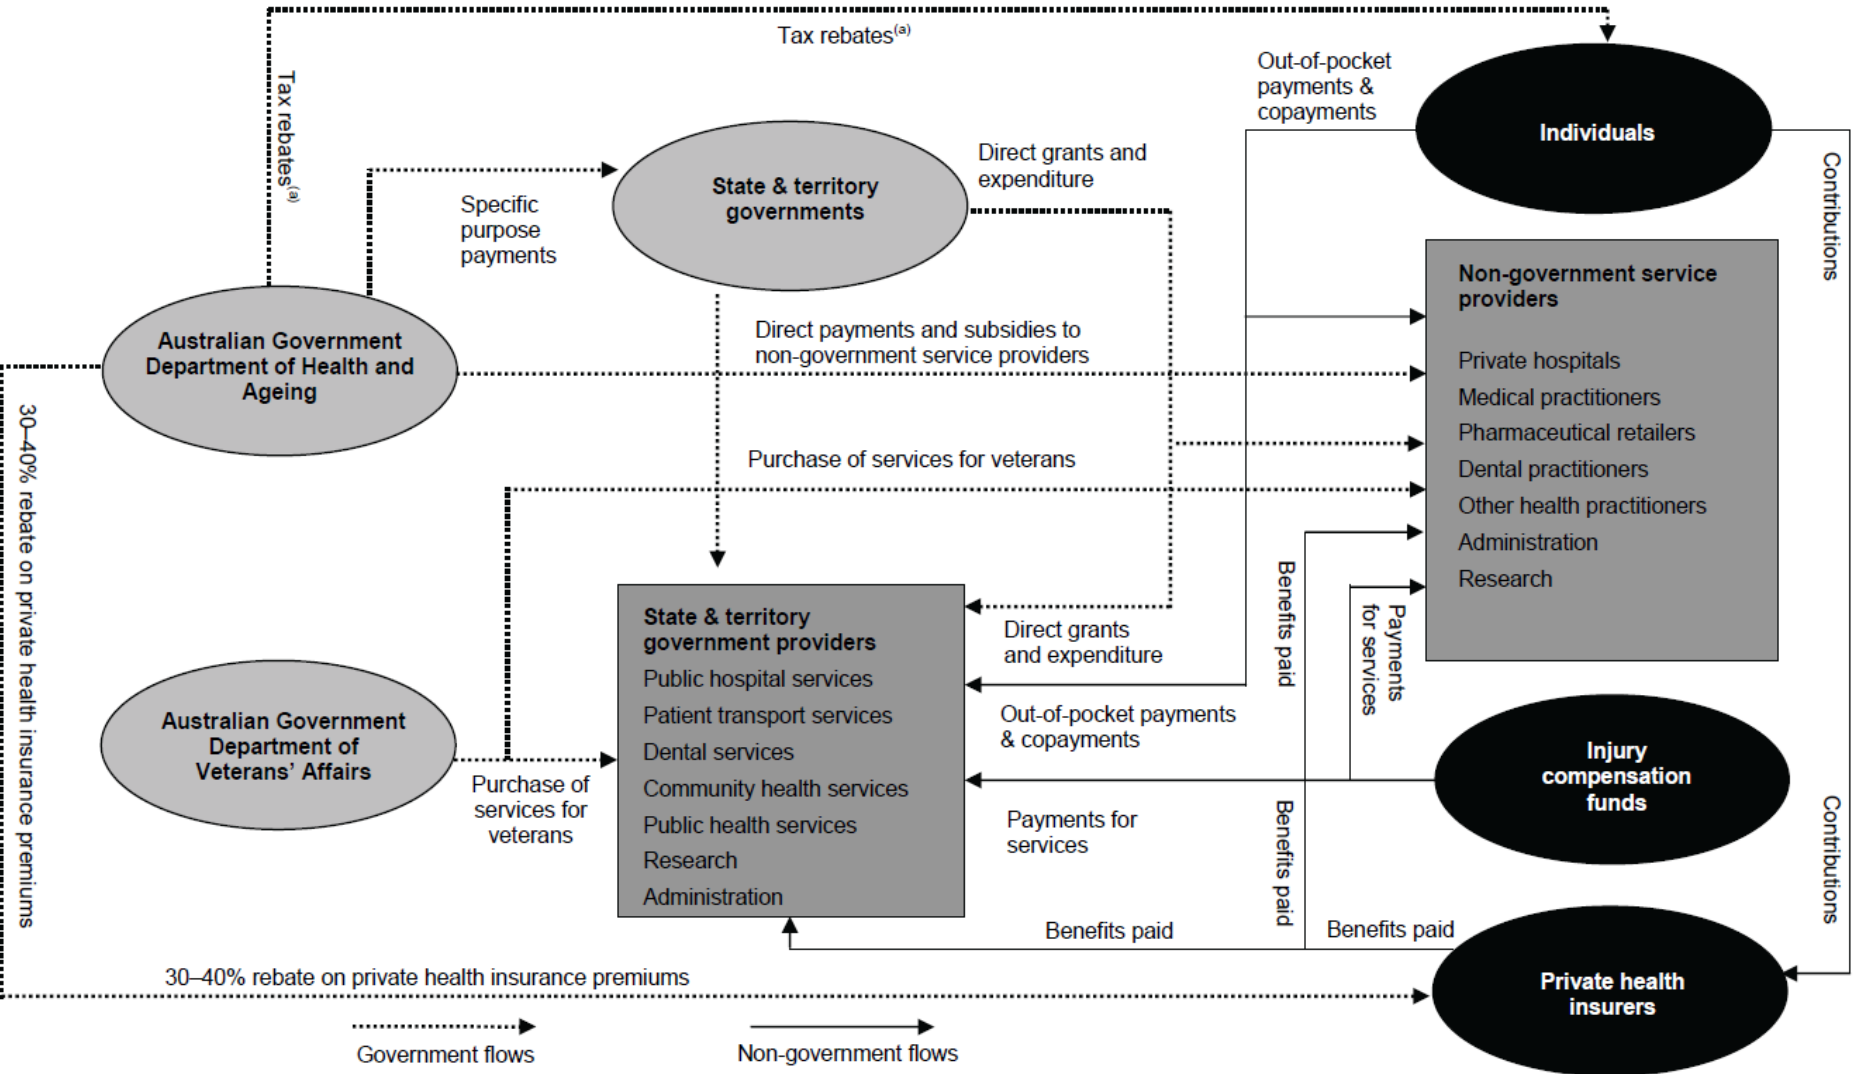 Tax rebates(a)
Tax rebates(a)
Out-of-pocket
payments &
copayments
Individuals
Contributions
Direct grants and
expenditure
State & territory
governments
Specific
purpose
payments
Non-government service
providers
Private hospitals
Medical practitioners
Pharmaceutical retailers
Dental practitioners
Other health practitioners
Administration
Research
Direct payments and subsidies to
non-government service providers
Australian Government
Department of Health and
Ageing
30–40% rebate on private health insurance premiums
Purchase of services for veterans
Benefits paid
Payments
for services
State & territory
government providers
Public hospital services
Patient transport services
Dental services
Community health services
Public health services
Research
Administration
Direct grants
and expenditure
Out-of-pocket payments
& copayments
Australian Government
Department of
Veterans’ Affairs
Purchase of
services for
veterans
Injury
compensation
funds
Payments for
services
Benefits paid
Contributions
Benefits paid
Benefits paid
30–40% rebate on private health insurance premiums
Private health
insurers
Government flows
Non-government flows